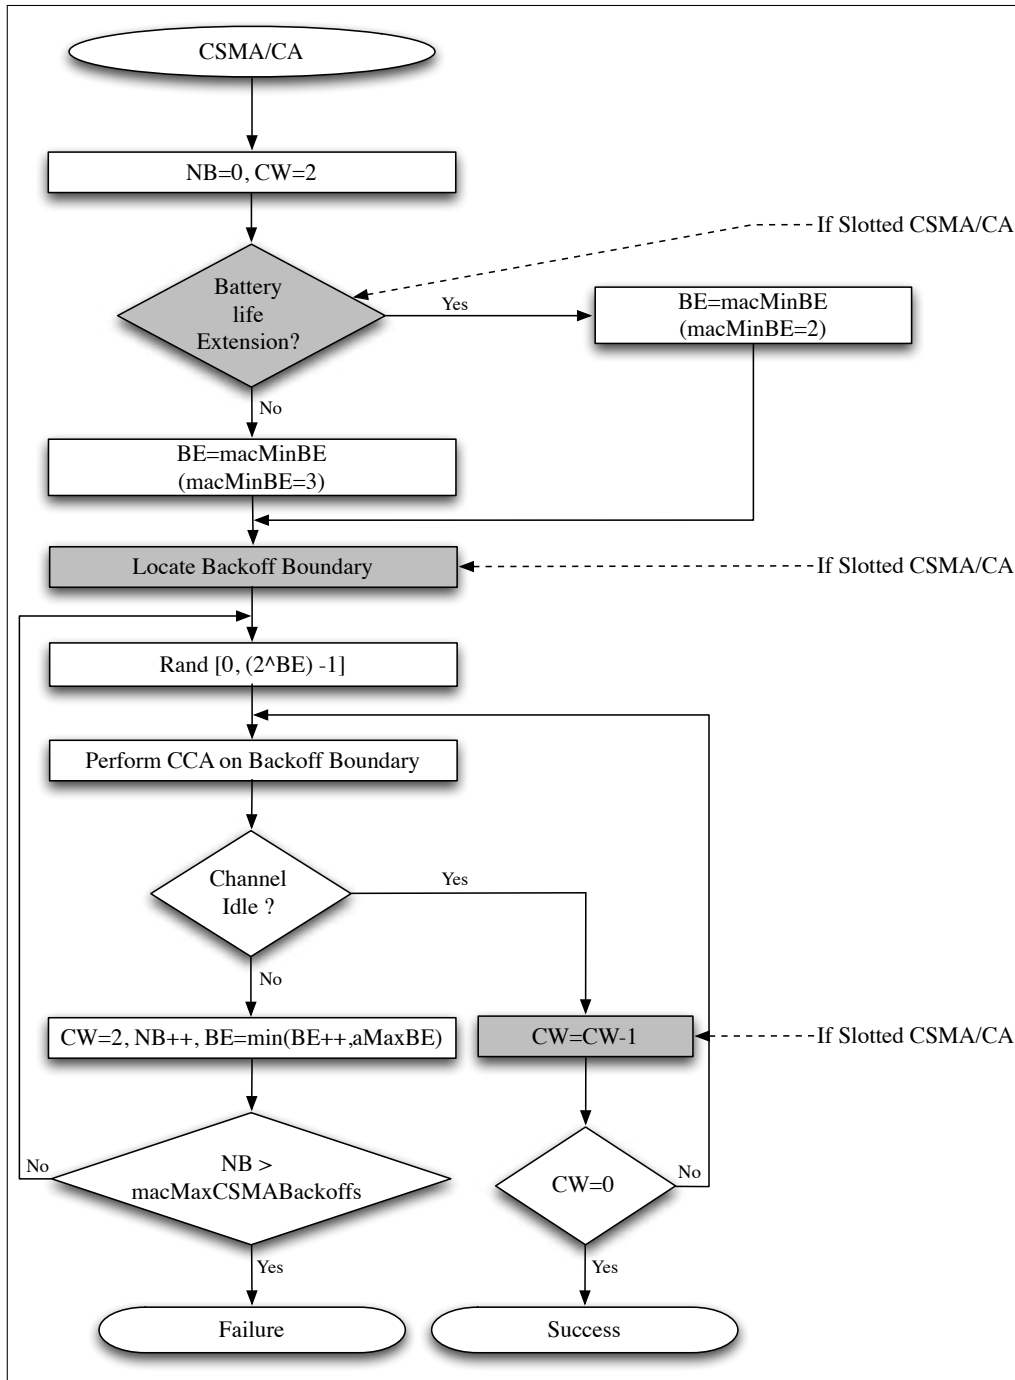 CSMA/CA
NB=0, CW=2
If Slotted CSMA/CA
Battery
life
Extension?
Yes
BE=macMinBE
(macMinBE=2)
No
BE=macMinBE
(macMinBE=3)
Locate Backoff Boundary
If Slotted CSMA/CA
Rand [0, (2^BE) -1]
Perform CCA on Backoff Boundary
Channel
Idle ?
Yes
No
CW=2, NB++, BE=min(BE++,aMaxBE)
CW=CW-1
If Slotted CSMA/CA
No
NB >
macMaxCSMABackoffs
CW=0
No
Yes
Yes
Failure
Success